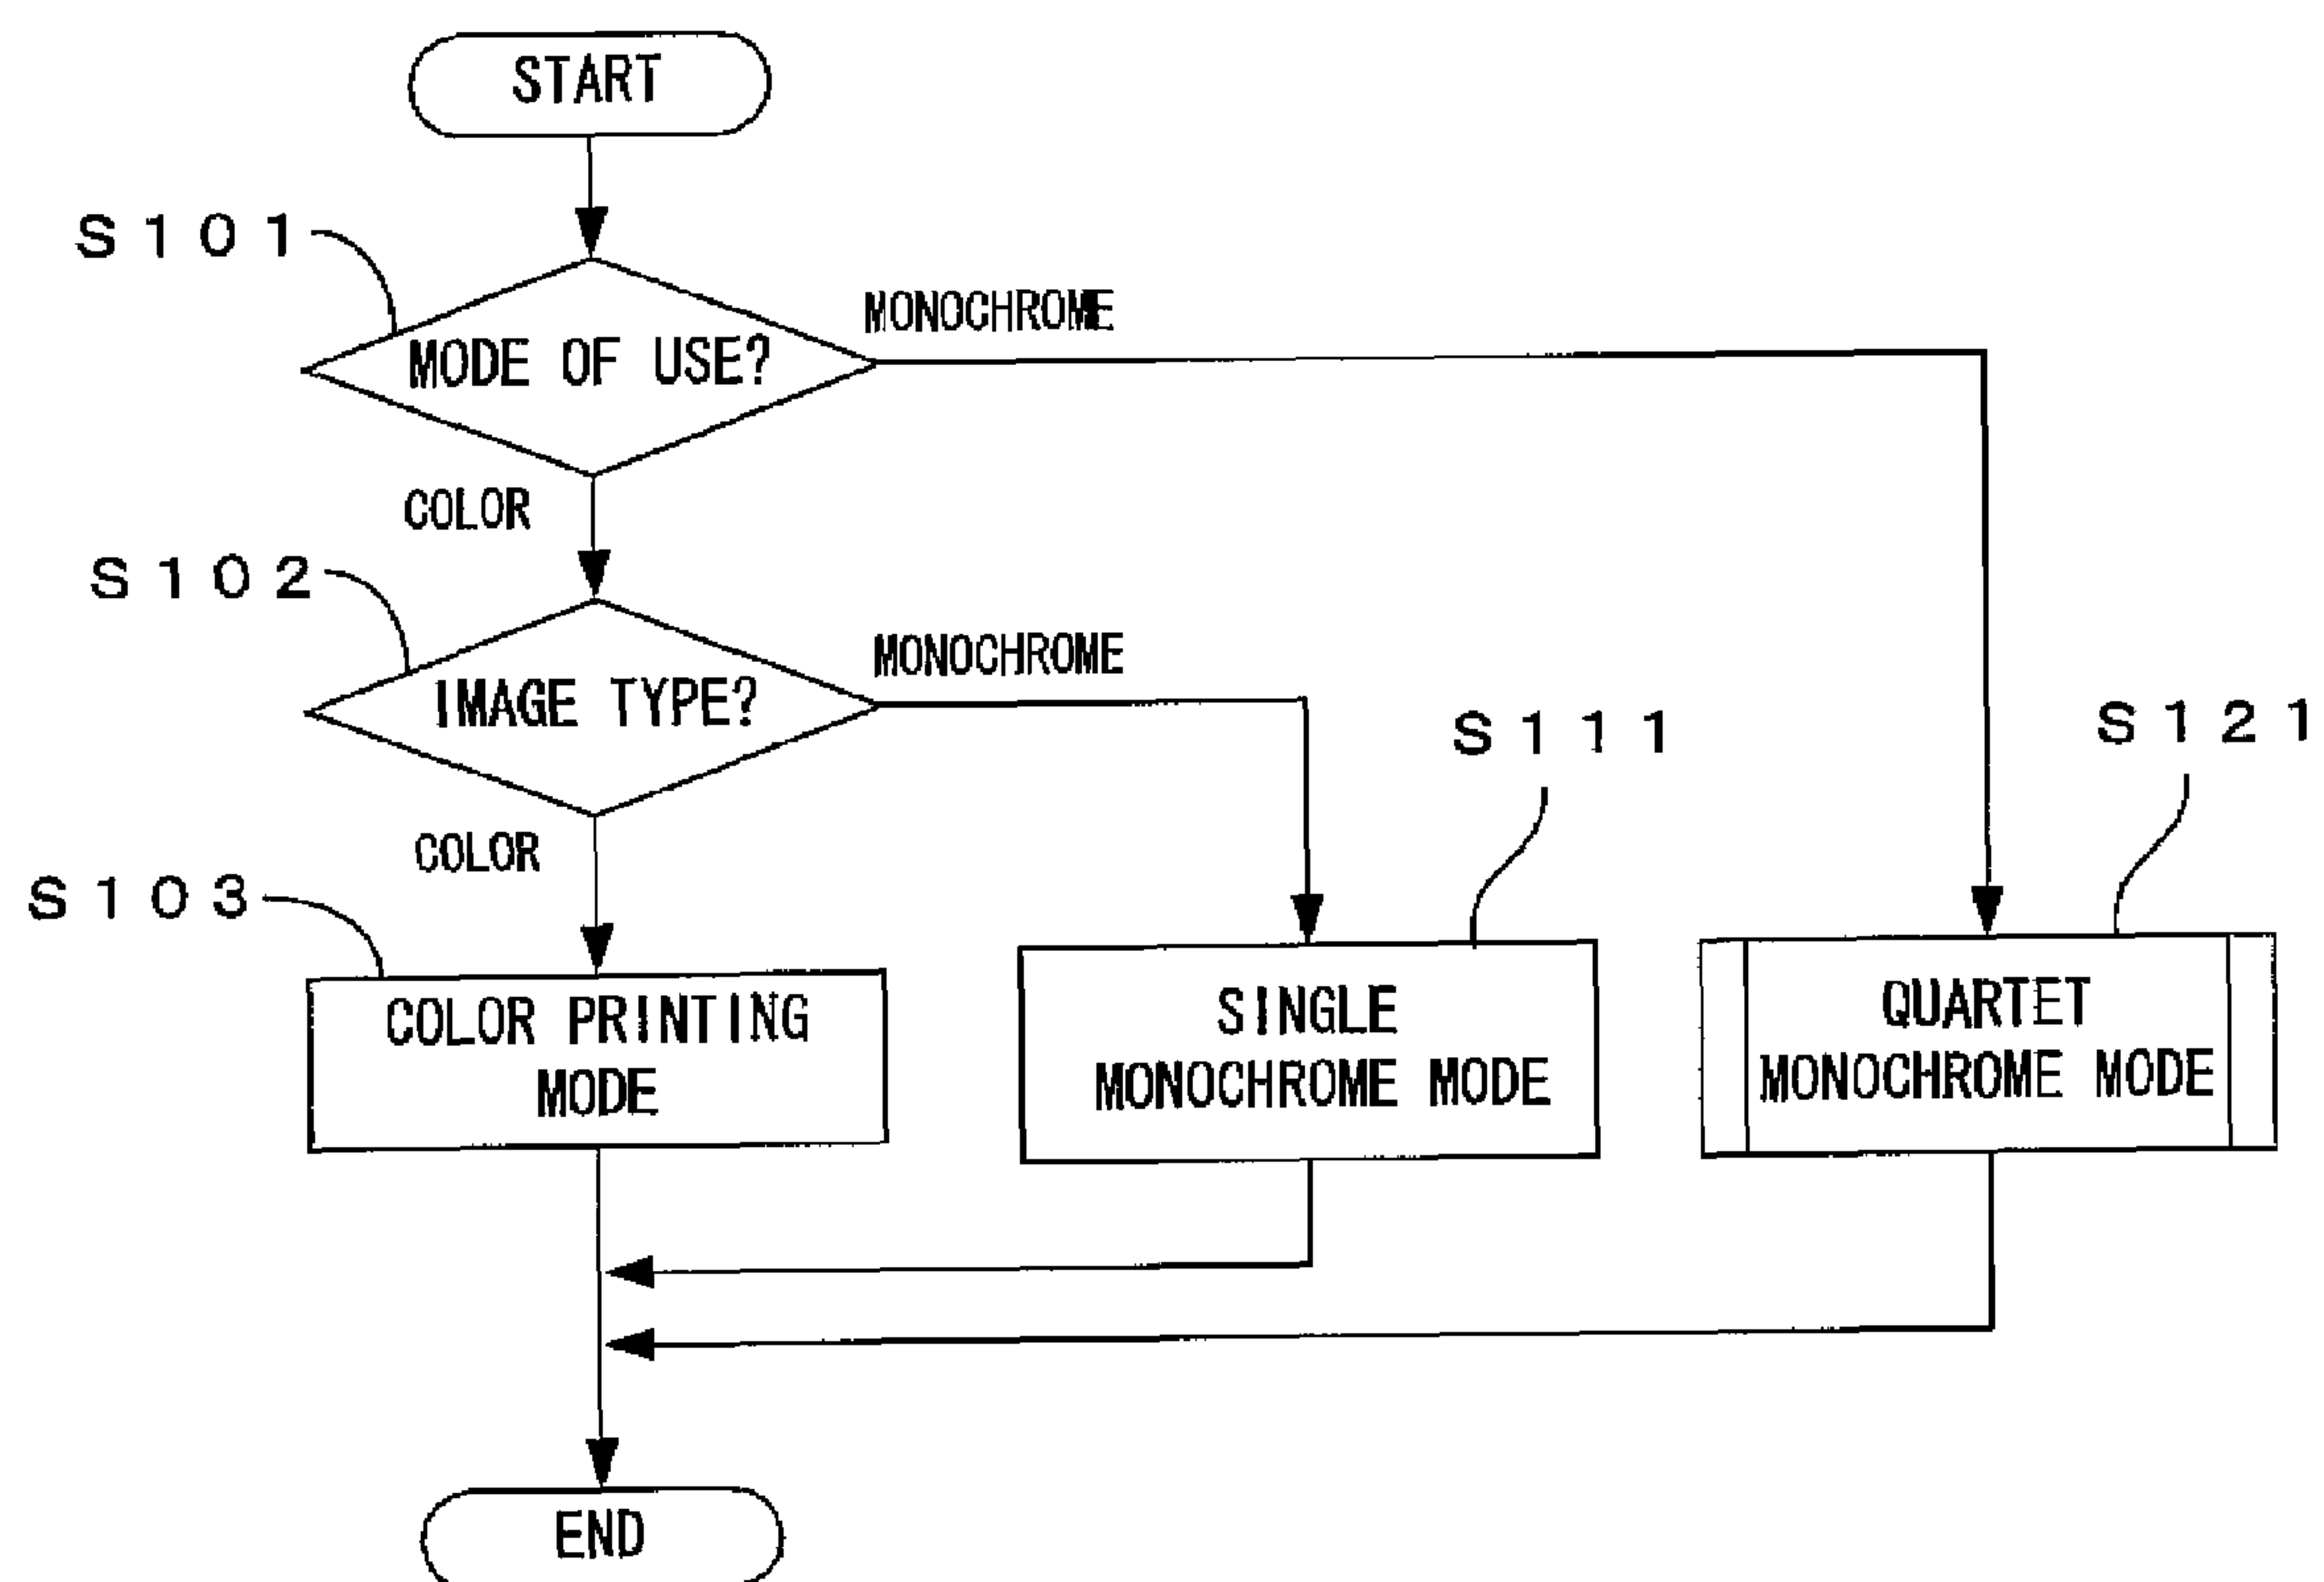 START
S101
MONOCHROME
MODE OF USE?
COLOR
S102
MONOCHROME
IMAGE TYPE?
S111
S121
COLOR
S103
COLOR PRINTING
MODE
SINGLE
MONOCHROME MODE
QUARTET
MONOCHROME MODE
END